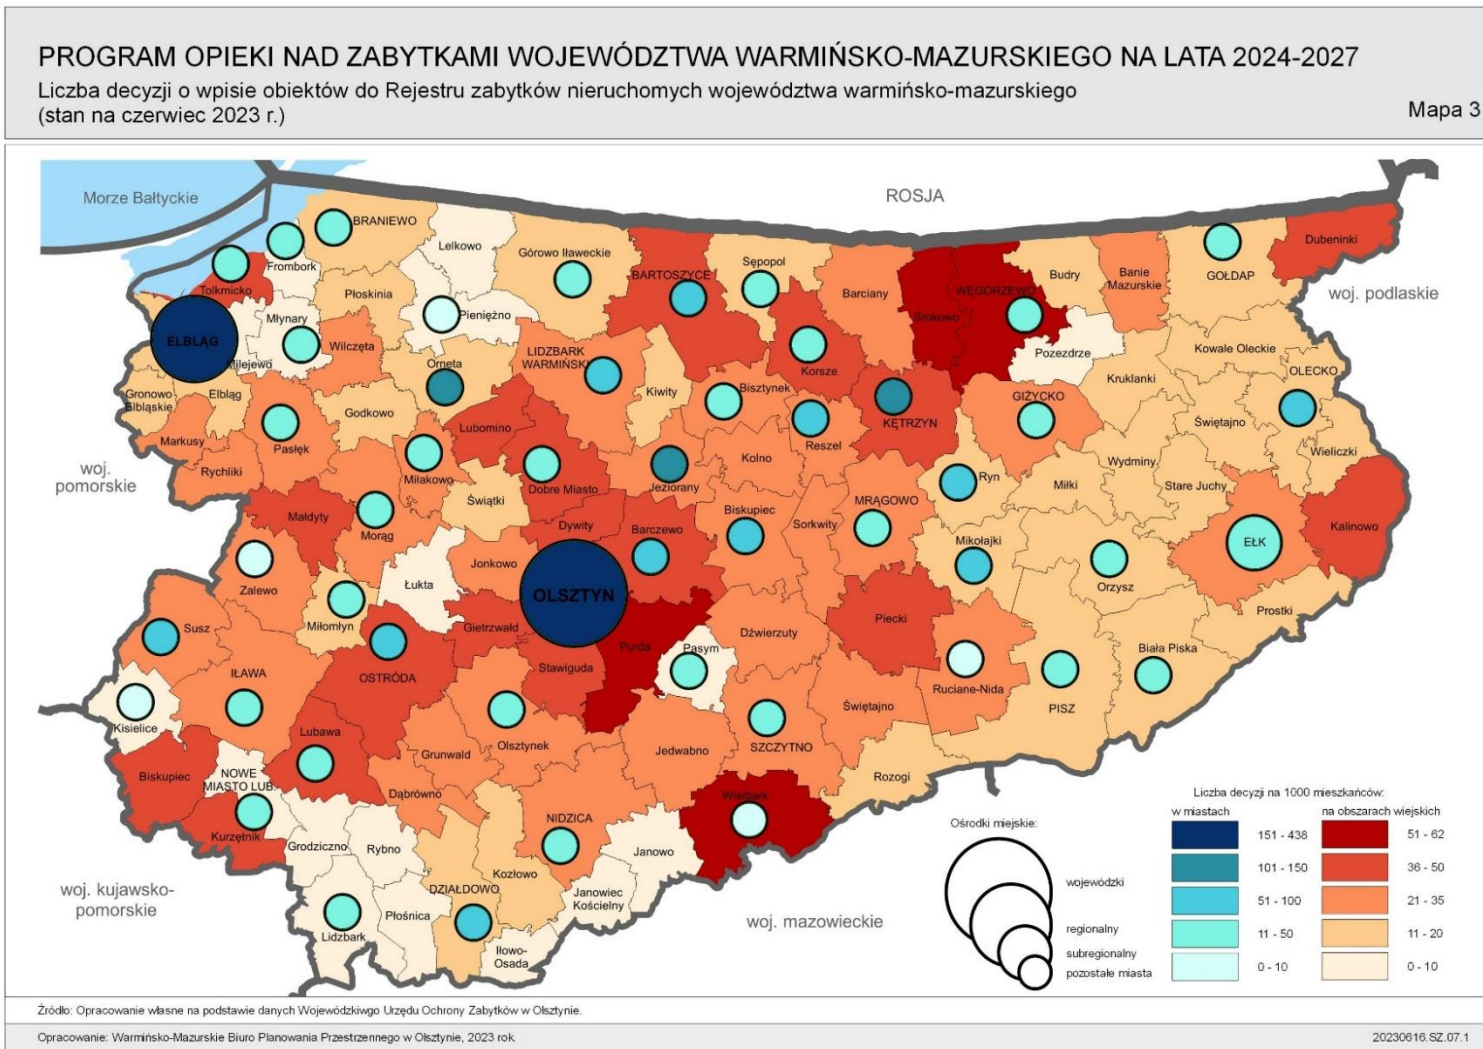 PROGRAM OPIEKI NAD ZABYTKAMI WOJEWÓDZTWA WARMIŃSKO-MAZURSKIEGO NA LATA 2024-2027
Liczba decyzji o wpisie obiektów do Rejestru zabytków nieruchomych województwa warmińsko-mazurskiego
(stan na czerwiec 2023 r.)
Mapa 3
Morze Bałtyckie
ROSJA
BRANIEWO
Lelkowo
Frombork
Górowo Iławeckie
BARTOSZYCE
Sępopol
Budry
Banie
Mazurskie
GOŁDAP
Dubeninki
woj. podlaskie
Tolkmicko
Płoskinia
Pieniężno
Barciany
Srokowo
WĘGORZEWO
Młynary
ELBLĄG
Milejewo
Wilczęta
LIDZBARK
WARMIŃSKI
Korsze
Pozezdrze
Kowale Oleckie
OLECKO
Orneta
Gronowo
Elbląskie
Elbląg
Godkowo
Kiwity
Bisztynek
Kruklanki
GIŻYCKO
KĘTRZYN
Świętajno
Markusy
Pasłęk
Lubomino
Reszel
Wieliczki
woj.
pomorskie
Rychliki
Miłakowo
Świątki
Dobre Miasto
Jeziorany
Kolno
Ryn
Miłki
Wydminy
Stare Juchy
Małdyty
Morąg
Dywity
Barczewo
Biskupiec
Sorkwity
MRĄGOWO
Mikołajki
EŁK
Kalinowo
Zalewo
Łukta
Jonkowo
OLSZTYN
Orzysz
Prostki
Susz
Miłomłyn
Gietrzwałd
Purda
Dźwierzuty
Piecki
Pasym
Biała Piska
IŁAWA
OSTRÓDA
Stawiguda
Ruciane-Nida
PISZ
Kisielice
Lubawa
Olsztynek
SZCZYTNO
Świętajno
Biskupiec
NOWE
MIASTO LUB.
Grunwald
Jedwabno
Rozogi
Dąbrówno
Wielbark
Kurzętnik
Grodziczno
Rybno
NIDZICA
Janowo
woj. kujawsko-
pomorskie
DZIAŁDOWO
Kozłowo
Janowiec
Kościelny
Płośnica
Lidzbark
Iłowo-
Osada
woj. mazowieckie
Ośrodki miejskie:
wojewódzki
regionalny
subregionalny
pozostałe miasta
Liczba decyzji na 1000 mieszkańców:
w miastach
na obszarach wiejskich
151 - 438
51 - 62
101 - 150
36 - 50
51 - 100
21 - 35
11 - 50
11 - 20
0 - 10
0 - 10
Źródło: Opracowanie własne na podstawie danych Wojewódzkiwgo Urzędu Ochrony Zabytków w Olsztynie.
Opracowanie: Warmińsko-Mazurskie Biuro Planowania Przestrzennego w Olsztynie, 2023 rok.
20230616.SZ.07.1